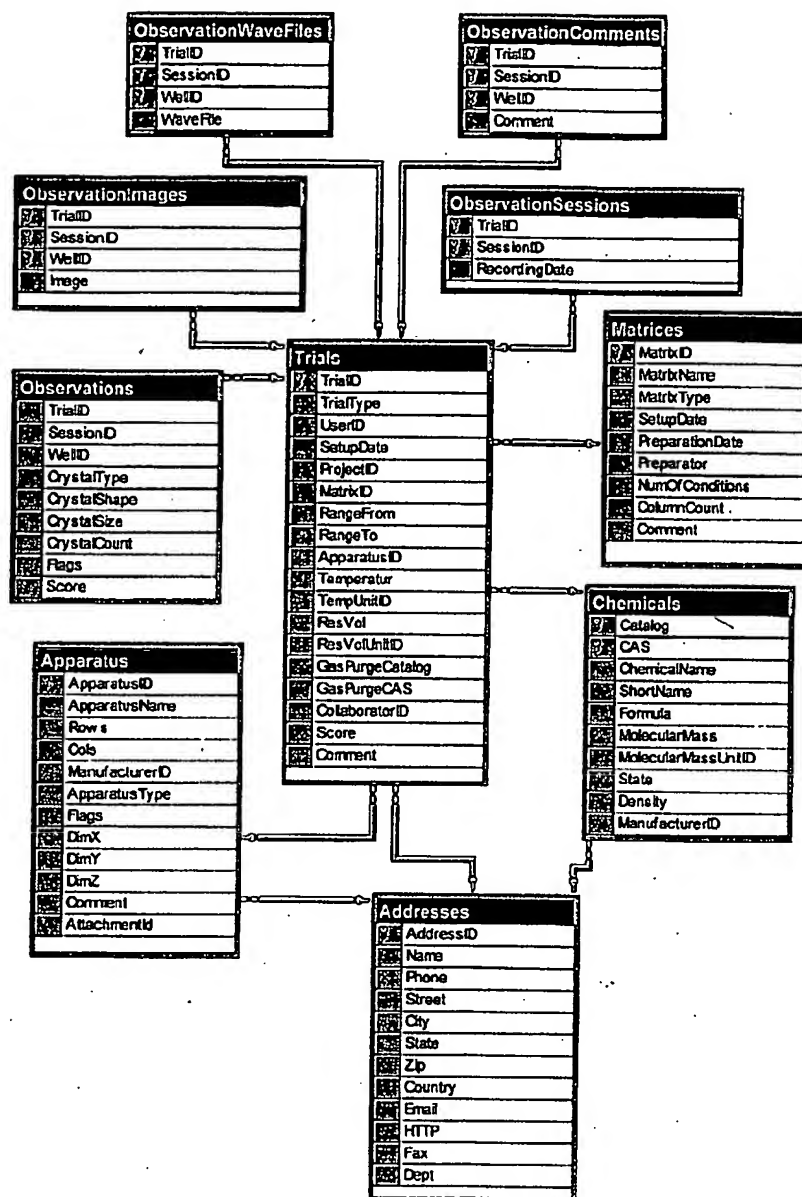 ObservationWaveFiles
TrialID
SessionID
WellID
WaveFile
ObservationComments
TrialID
SessionID
WellID
Comment
ObservationImages
TrialID
SessionID
WellID
Image
ObservationSessions
TrialID
SessionID
RecordingDate
Trials
TrialID
TrialType
UserID
SetupDate
ProjectID
MatrixID
RangeFrom
RangeTo
ApparatusID
Temperatur
TempUnitID
ResVol
ResVolUnitID
GasPurgeCatalog
GasPurgeCAS
CollaboratorID
Score
Comment
Matrices
MatrixID
MatrixName
MatrixType
SetupDate
PreparationDate
Preparator
NumOfConditions
ColumnCount
Comment
Observations
TrialID
SessionID
WellID
CrystalType
CrystalShape
CrystalSize
CrystalCount
Flags
Score
Chemicals
Catalog
CAS
ChemicalName
ShortName
Formula
MolecularMass
MolecularMassUnitID
State
Density
ManufacturerID
Apparatus
ApparatusID
ApparatusName
Rows
Cols
ManufacturerID
ApparatusType
Flags
DimX
DimY
DimZ
Comment
AttachmentId
Addresses
AddressID
Name
Phone
Street
City
State
Zip
Country
Email
HTTP
Fax
Dept